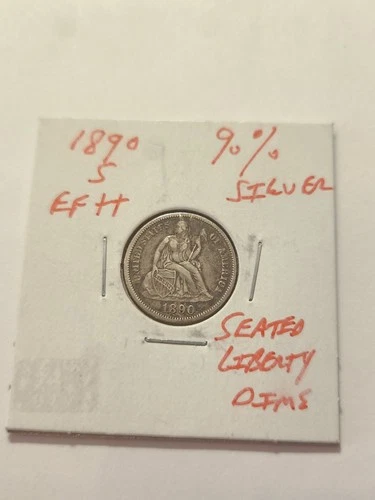 1890
S
EF++
90%
SILVER
UNITED STATES OF AMERICA
1890
SEATED
LIBERTY
DIME